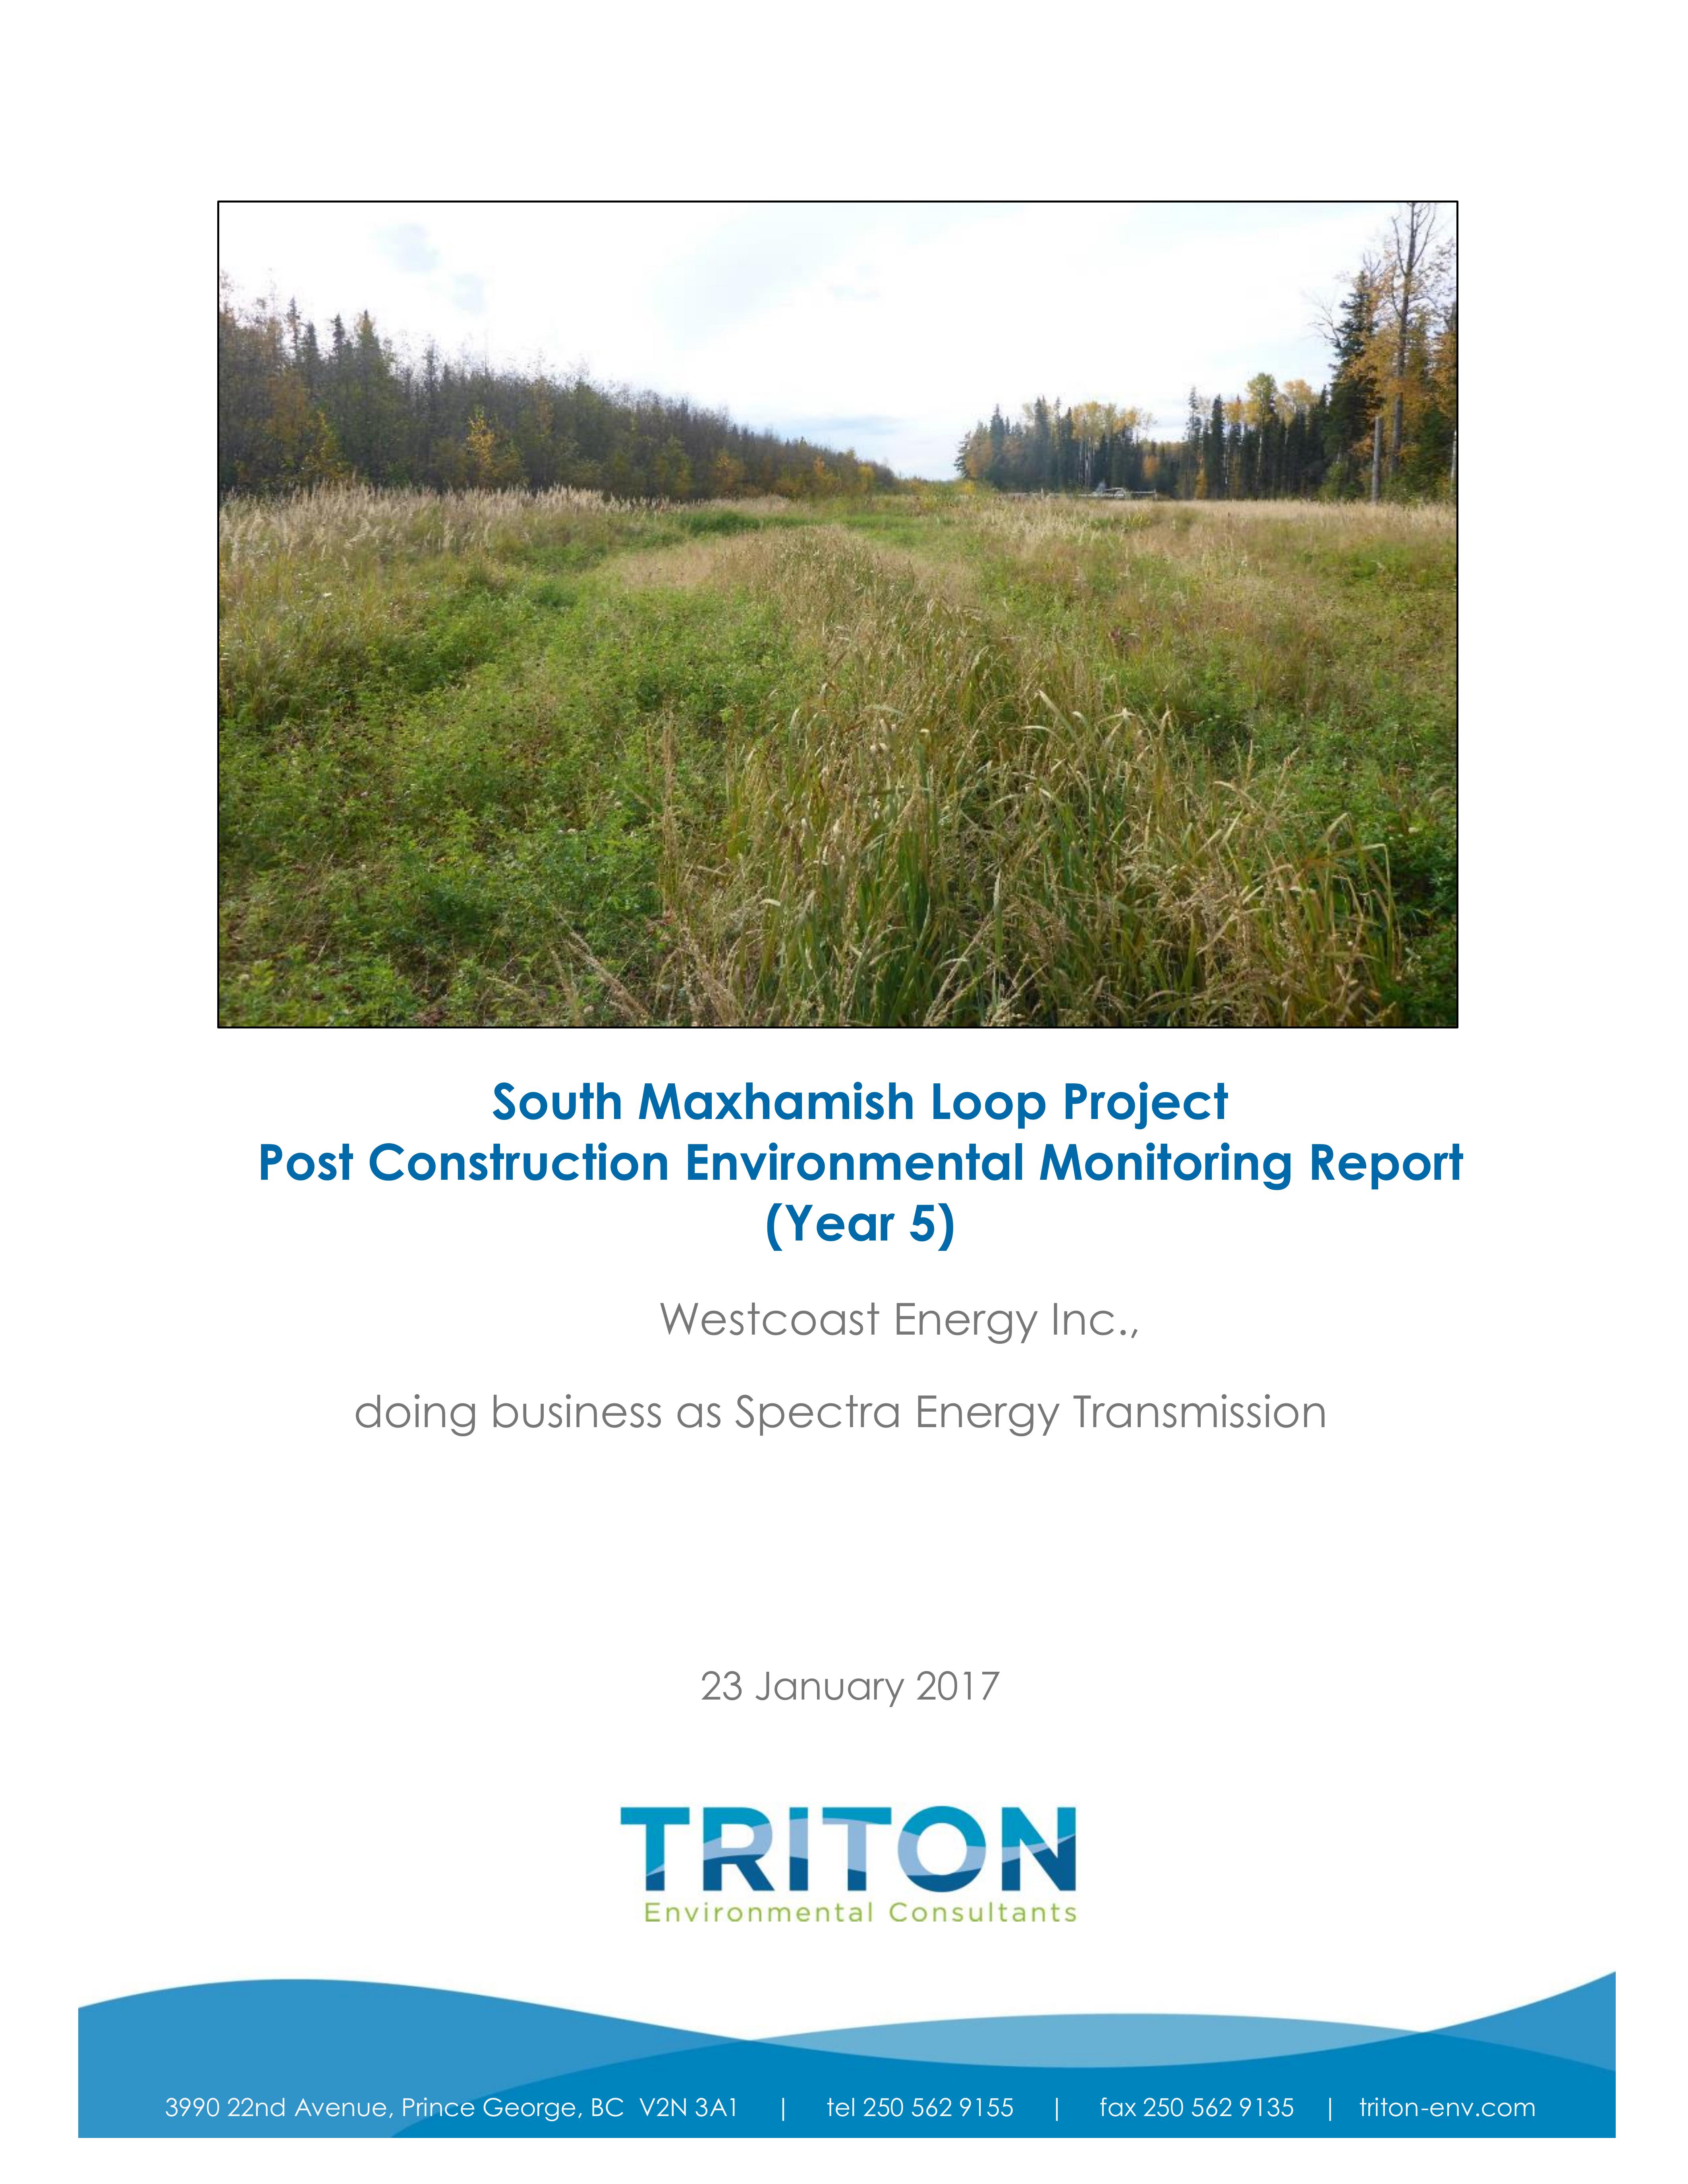 South Maxhamish Loop Project
Post Construction Environmental Monitoring Report
(Year 5)
Westcoast Energy Inc.,
doing business as Spectra Energy Transmission
23 January 2017
TRITON
Environmental Consultants
3990 22nd Avenue, Prince George, BC V2N 3A1 | tel 250 562 9155 | fax 250 562 9135 | triton-env.com